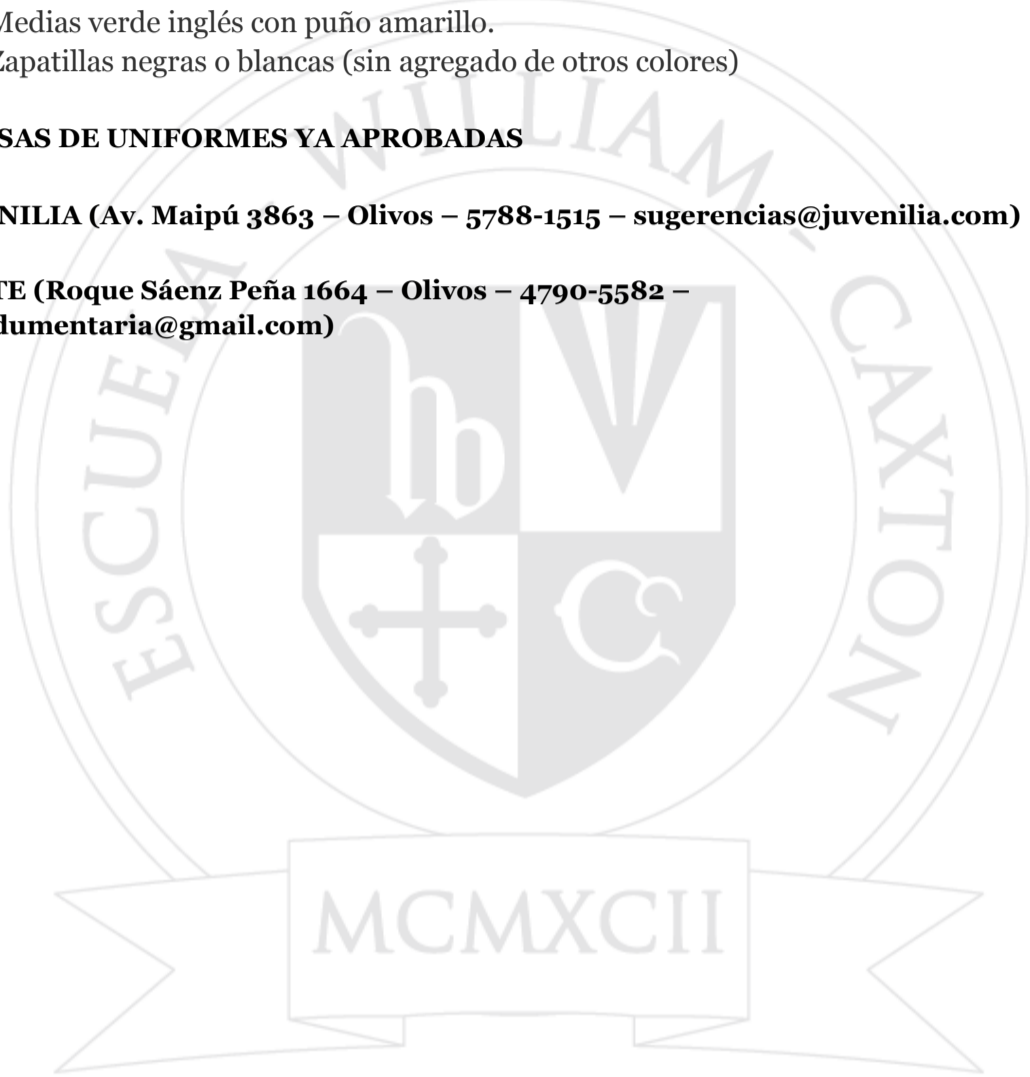 Medias verde inglés con puño amarillo.
Zapatillas negras o blancas (sin agregado de otros colores)
SAS DE UNIFORMES YA APROBADAS
NILIA (Av. Maipú 3863 – Olivos – 5788-1515 – sugerencias@juvenilia.com)
TE (Roque Sáenz Peña 1664 – Olivos – 4790-5582 –
dumentaria@gmail.com)
ESCUELA - WILLIAM - CAXTON
hb
C
MCMXCII